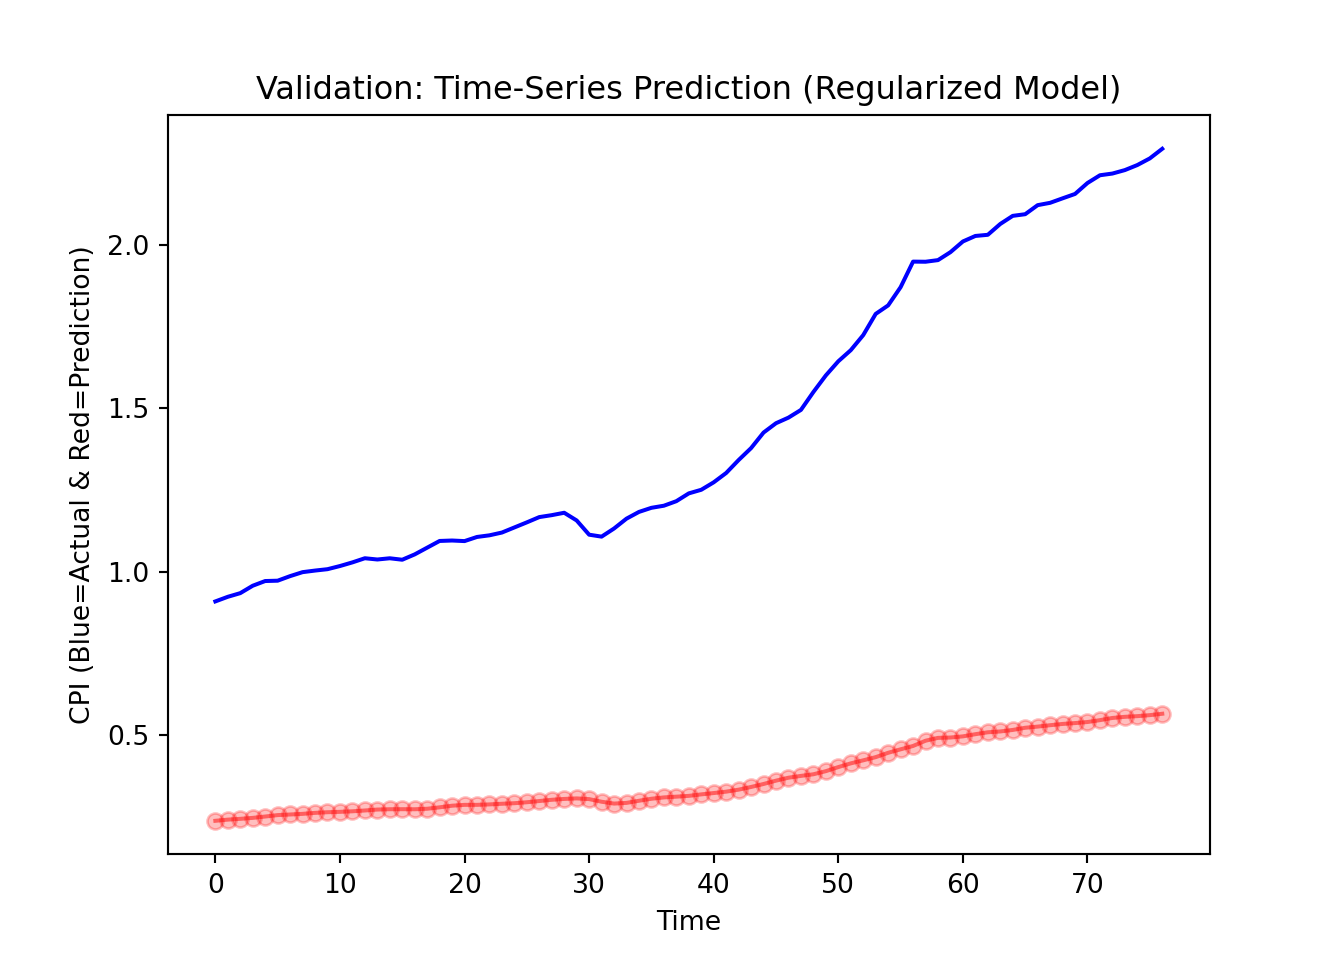 Validation: Time-Series Prediction (Regularized Model)
CPI (Blue=Actual & Red=Prediction)
2.0
1.5
1.0
0.5
0 10 20 30 40 50 60 70
Time